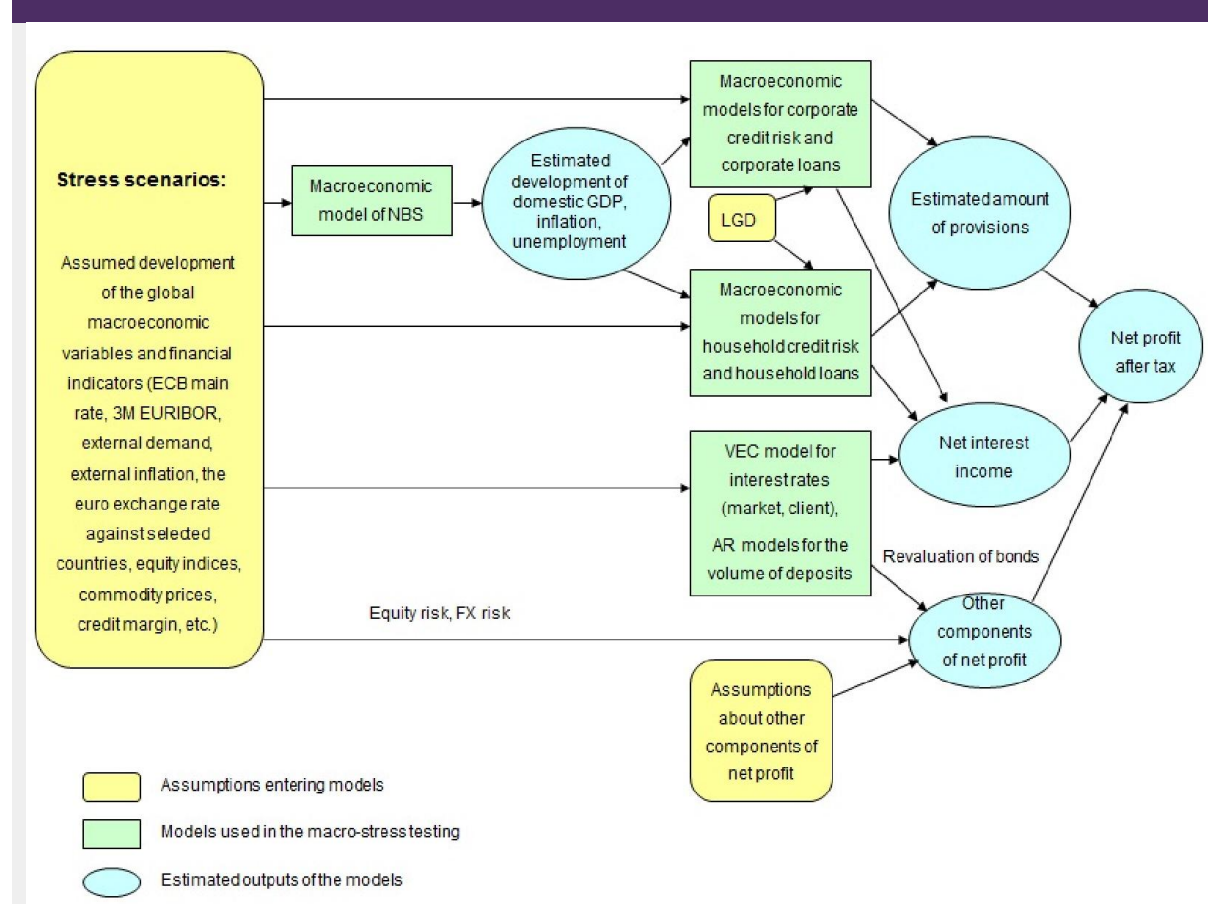 Stress scenarios:
Assumed development
of the global
macroeconomic
variables and financial
indicators (ECB main
rate, 3M EURIBOR,
external demand,
external inflation, the
euro exchange rate
against selected
countries, equity indices,
commodity prices,
credit margin, etc.)
Macroeconomic
model of NBS
Estimated
development of
domestic GDP,
inflation,
unemployment
Macroeconomic
models for corporate
credit risk and
corporate loans
LGD
Macroeconomic
models for
household credit risk
and household loans
VEC model for
interest rates
(market, client),
AR models for the
volume of deposits
Estimated amount
of provisions
Net profit
after tax
Net interest
income
Revaluation of bonds
Other
components
of net profit
Equity risk, FX risk
Assumptions
about other
components of
net profit
Assumptions entering models
Models used in the macro-stress testing
Estimated outputs of the models